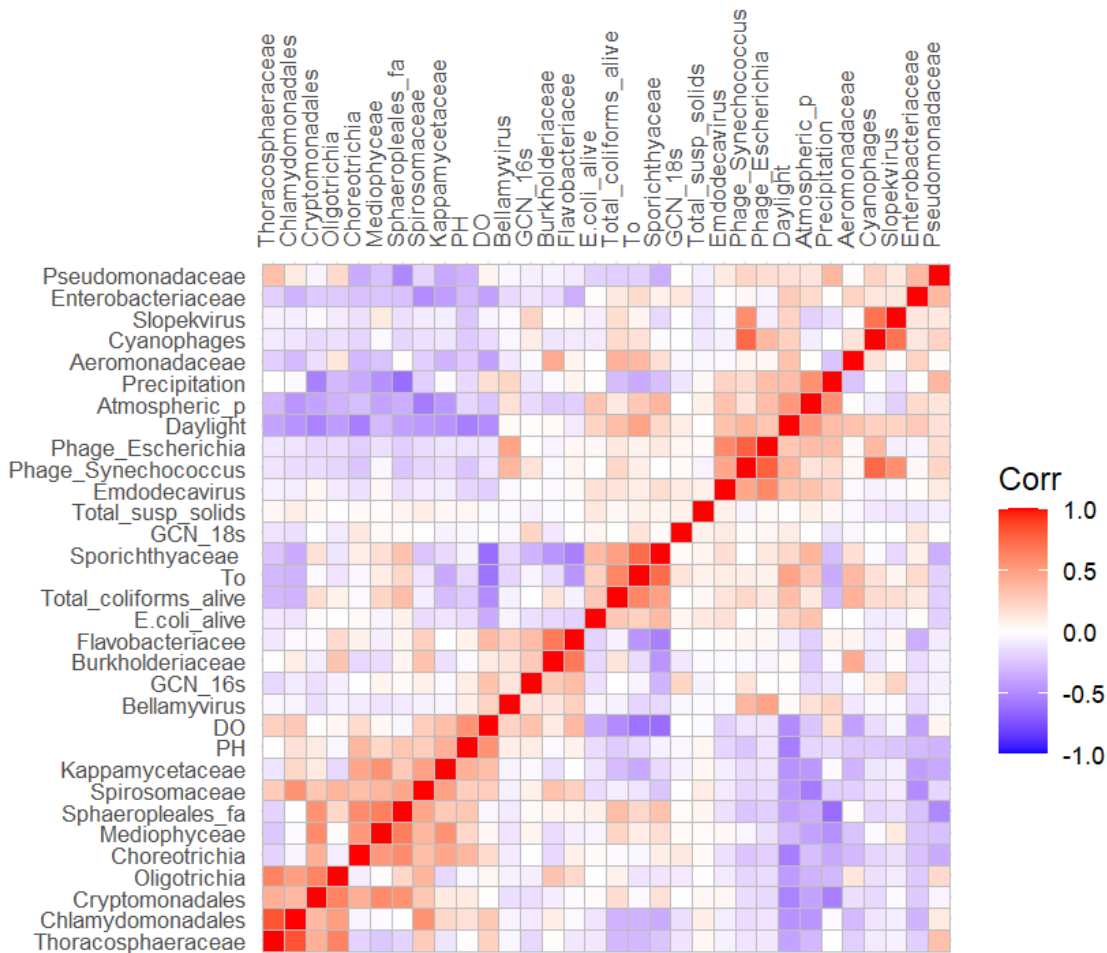 Thoracosphaeraceae
Chlamydomonadales
Cryptomonadales
Oligotrichia
Choreotrichia
Mediophyceae
Sphaeropleales_fa
Spirosomaceae
Kappamycetaceae
PH
DO
Bellamyvirus
GCN_16s
Burkholderiaceae
Flavobacteriacee
E.coli_alive
Total_coliforms_alive
To
Sporichthyaceae
GCN_18s
Total_susp_solids
Emdodecavirus
Phage_Synechococcus
Phage_Escherichia
Daylight
Atmospheric_p
Precipitation
Aeromonadaceae
Cyanophages
Slopekvirus
Enterobacteriaceae
Pseudomonadaceae
Pseudomonadaceae
Enterobacteriaceae
Slopekvirus
Cyanophages
Aeromonadaceae
Precipitation
Atmospheric_p
Daylight
Phage_Escherichia
Phage_Synechococcus
Emdodecavirus
Total_susp_solids
GCN_18s
Sporichthyaceae
To
Total_coliforms_alive
E.coli_alive
Flavobacteriacee
Burkholderiaceae
GCN_16s
Bellamyvirus
DO
PH
Kappamycetaceae
Spirosomaceae
Sphaeropleales_fa
Mediophyceae
Choreotrichia
Oligotrichia
Cryptomonadales
Chlamydomonadales
Thoracosphaeraceae
Corr
1.0
0.5
0.0
-0.5
-1.0